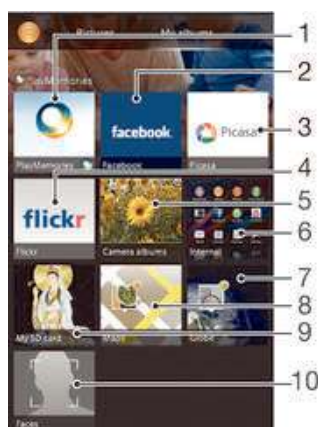 Pictures My albums
PlayMemories
1
2
facebook
3
Picasa
PlayMemories Facebook Picasa
4
flickr
5
6
Flickr Camera albums Internal
7
8
9
My SD card Maps Globe
10
Faces